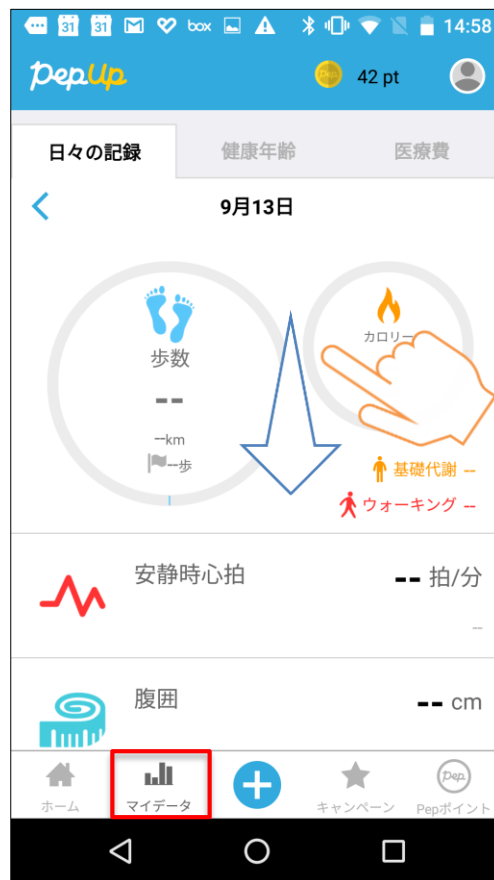 31 31 box 14:58
PepUp 42 pt
日々の記録 健康年齢 医療費
9月13日
歩数
--
--km
--歩
カロリー
基礎代謝 --
ウォーキング --
安静時心拍 -- 拍/分
--
腹囲 -- cm
ホーム マイデータ キャンペーン Pepポイント